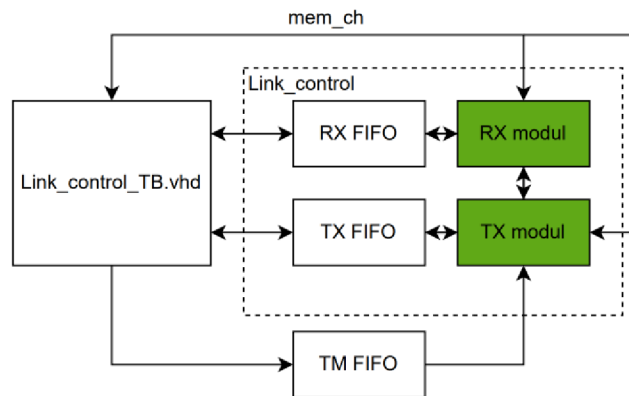 mem_ch
Link_control
RX FIFO
RX modul
Link_control_TB.vhd
TX FIFO
TX modul
TM FIFO